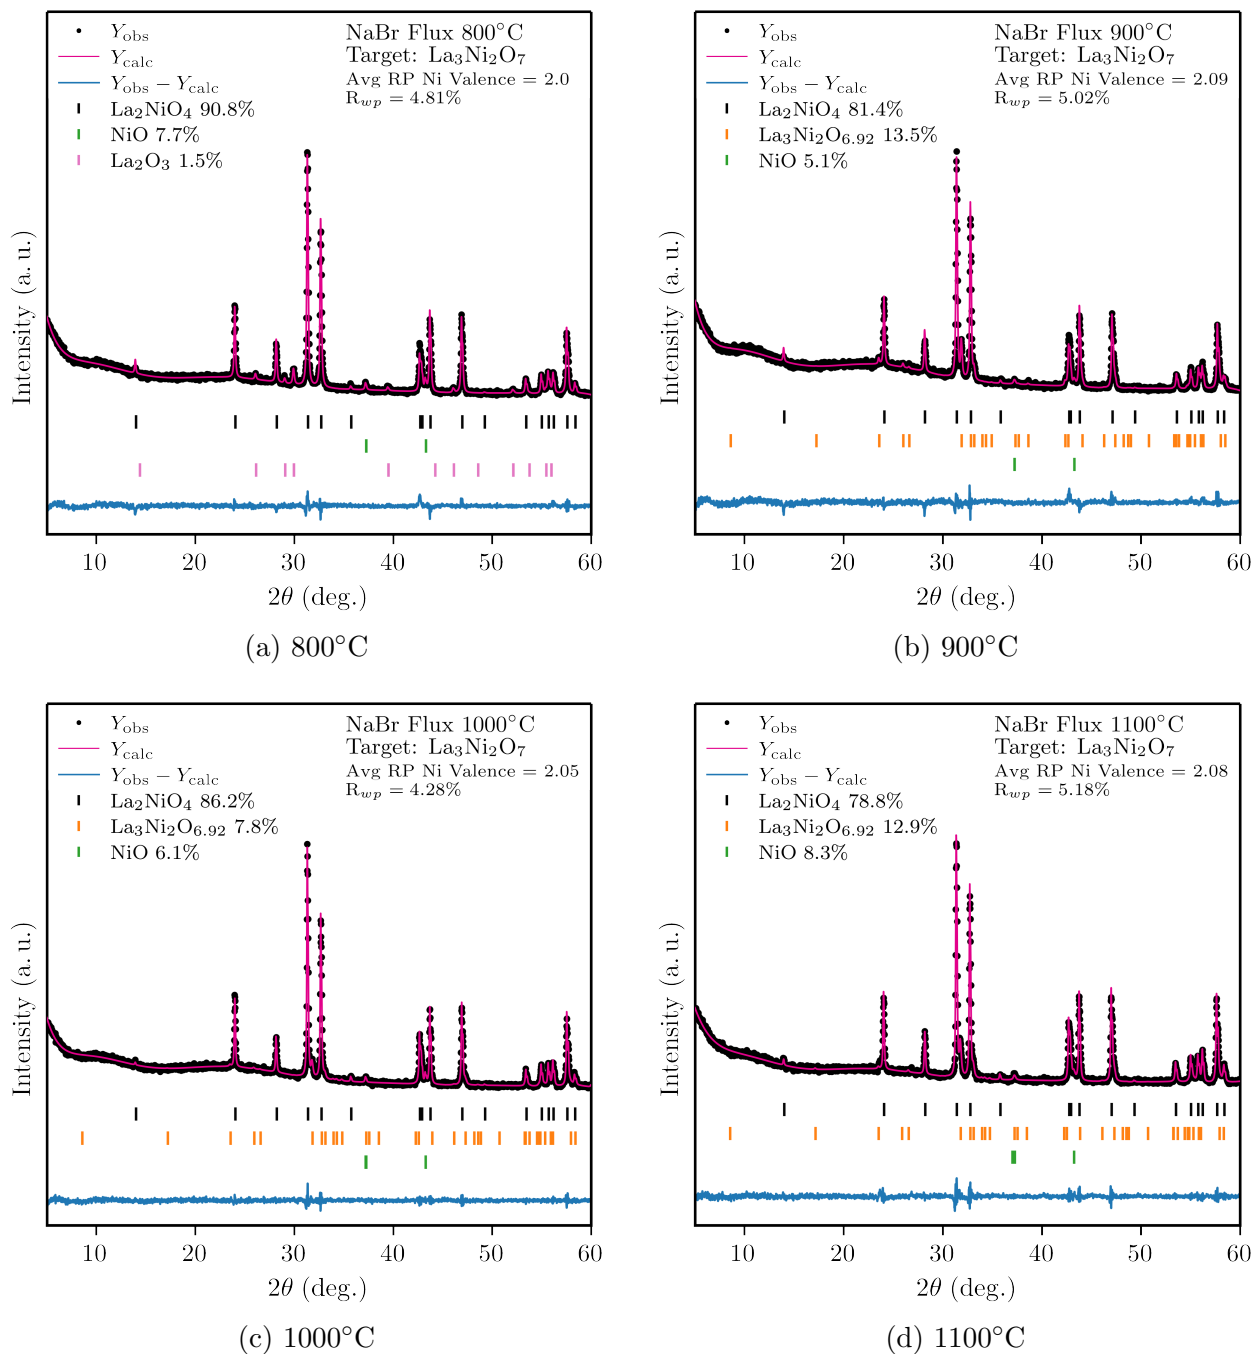 Y_obs
Y_calc
Y_obs − Y_calc
La₂NiO₄ 90.8%
NiO 7.7%
La₂O₃ 1.5%
NaBr Flux 800°C
Target: La₃Ni₂O₇
Avg RP Ni Valence = 2.0
R_wp = 4.81%
Intensity (a. u.)
10 20 30 40 50 60
2θ (deg.)
(a) 800°C
Y_obs
Y_calc
Y_obs − Y_calc
La₂NiO₄ 81.4%
La₃Ni₂O₆.₉₂ 13.5%
NiO 5.1%
NaBr Flux 900°C
Target: La₃Ni₂O₇
Avg RP Ni Valence = 2.09
R_wp = 5.02%
Intensity (a. u.)
10 20 30 40 50 60
2θ (deg.)
(b) 900°C
Y_obs
Y_calc
Y_obs − Y_calc
La₂NiO₄ 86.2%
La₃Ni₂O₆.₉₂ 7.8%
NiO 6.1%
NaBr Flux 1000°C
Target: La₃Ni₂O₇
Avg RP Ni Valence = 2.05
R_wp = 4.28%
Intensity (a. u.)
10 20 30 40 50 60
2θ (deg.)
(c) 1000°C
Y_obs
Y_calc
Y_obs − Y_calc
La₂NiO₄ 78.8%
La₃Ni₂O₆.₉₂ 12.9%
NiO 8.3%
NaBr Flux 1100°C
Target: La₃Ni₂O₇
Avg RP Ni Valence = 2.08
R_wp = 5.18%
Intensity (a. u.)
10 20 30 40 50 60
2θ (deg.)
(d) 1100°C